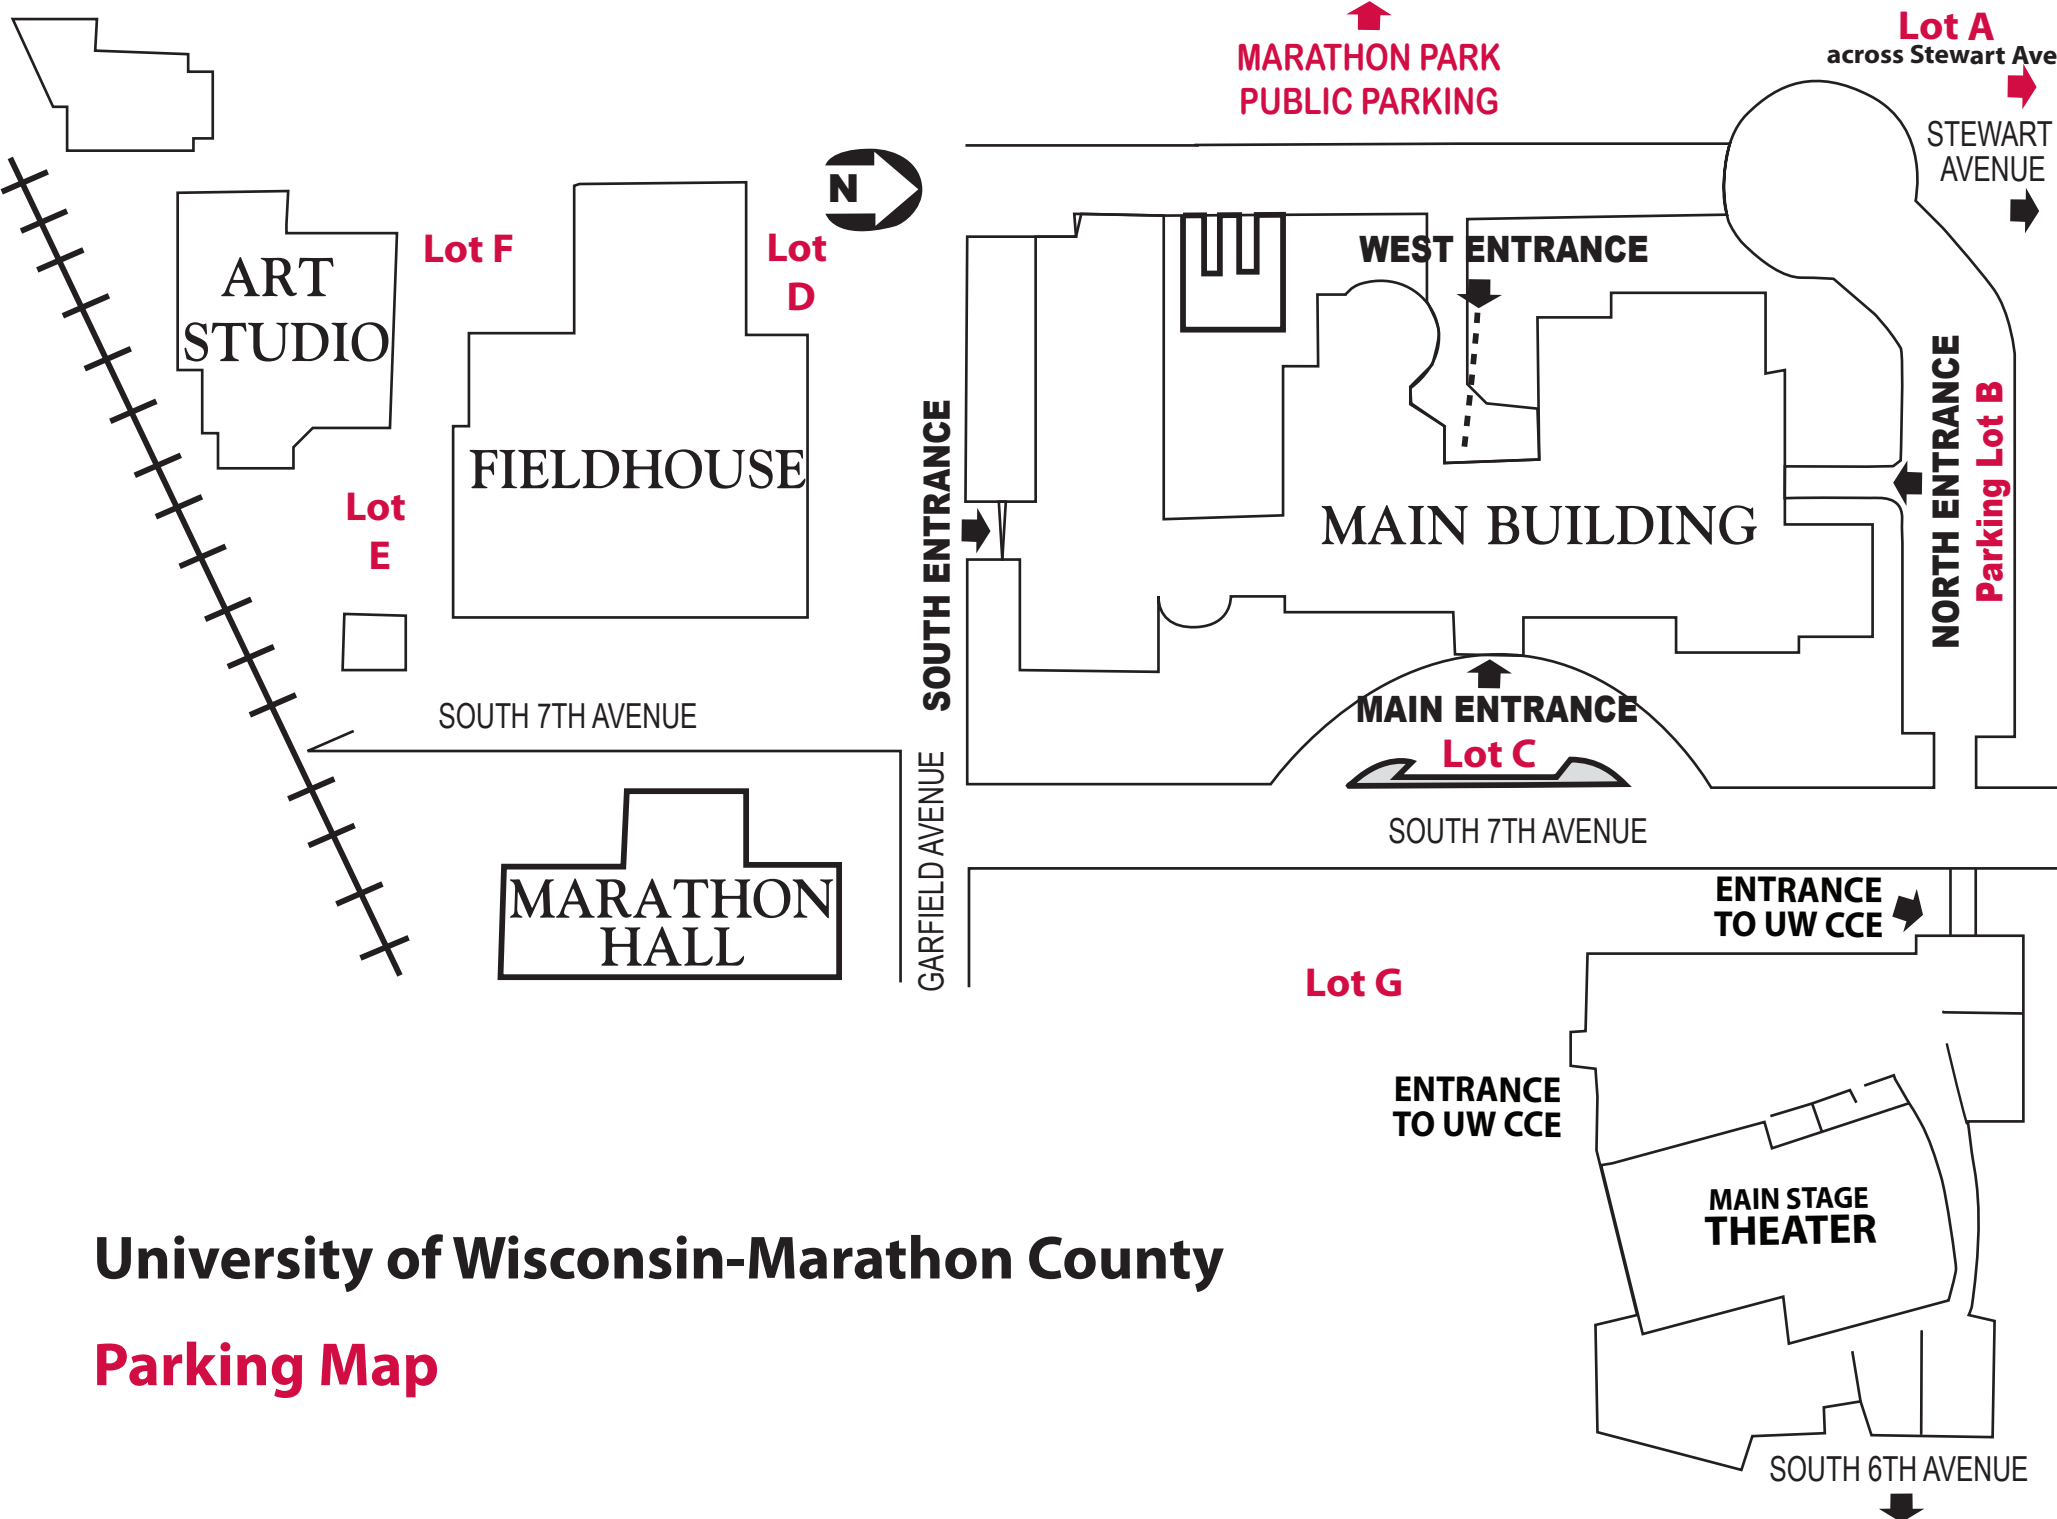 MARATHON PARK
PUBLIC PARKING
Lot A
across Stewart Ave
STEWART
AVENUE
N
Lot F
Lot
D
ART
STUDIO
WEST ENTRANCE
FIELDHOUSE
Lot
E
SOUTH ENTRANCE
MAIN BUILDING
NORTH ENTRANCE
Parking Lot B
SOUTH 7TH AVENUE
MAIN ENTRANCE
Lot C
GARFIELD AVENUE
SOUTH 7TH AVENUE
MARATHON
HALL
ENTRANCE
TO UW CCE
Lot G
ENTRANCE
TO UW CCE
MAIN STAGE
THEATER
University of Wisconsin-Marathon County
Parking Map
SOUTH 6TH AVENUE